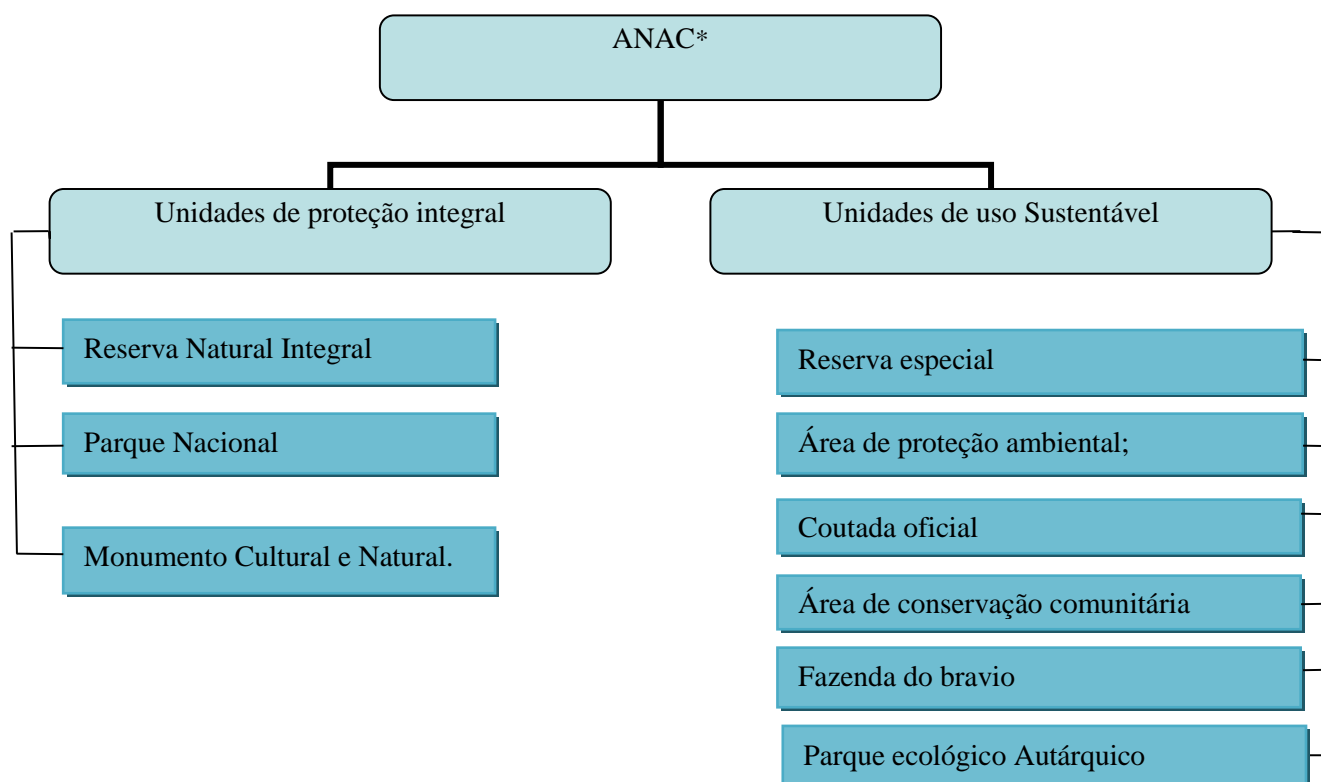 ANAC*
Unidades de proteção integral
Unidades de uso Sustentável
Reserva Natural Integral
Parque Nacional
Monumento Cultural e Natural.
Reserva especial
Área de proteção ambiental;
Coutada oficial
Área de conservação comunitária
Fazenda do bravio
Parque ecológico Autárquico